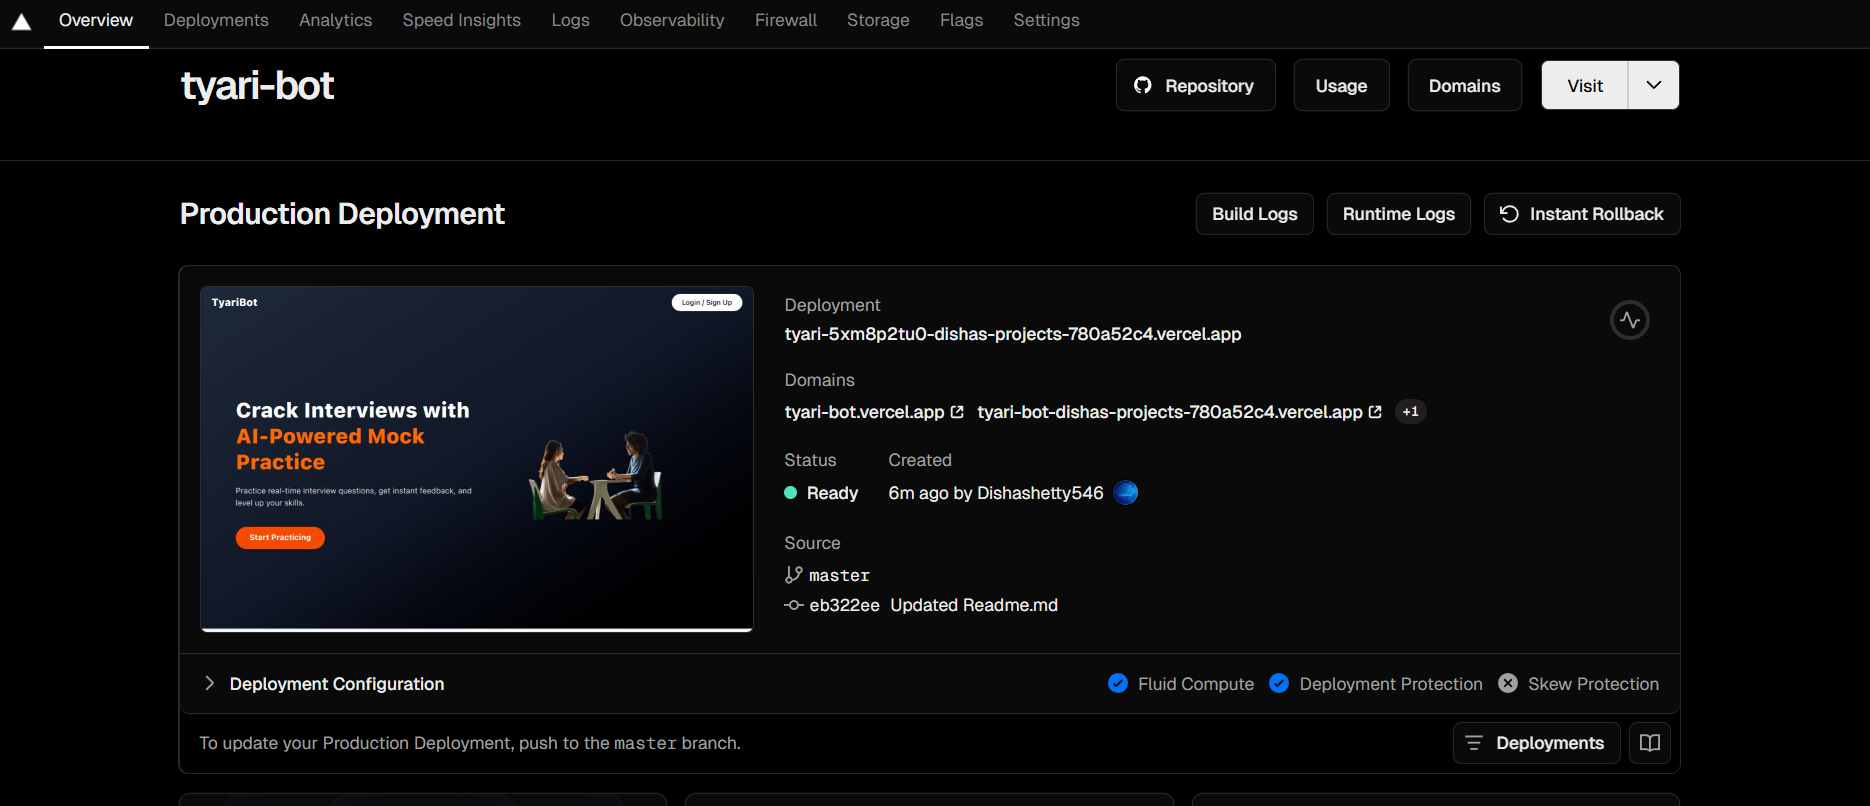 Overview Deployments Analytics Speed Insights Logs Observability Firewall Storage Flags Settings
tyari-bot
Repository Usage Domains Visit
Production Deployment
Build Logs Runtime Logs Instant Rollback
TyariBot
Login / Sign Up
Crack Interviews with
AI-Powered Mock
Practice
Practice real-time interview questions, get instant feedback, and
level up your skills.
Start Practicing
Deployment
tyari-5xm8p2tu0-dishas-projects-780a52c4.vercel.app
Domains
tyari-bot.vercel.app tyari-bot-dishas-projects-780a52c4.vercel.app +1
Status Created
Ready 6m ago by Dishashetty546
Source
master
eb322ee Updated Readme.md
Deployment Configuration
Fluid Compute Deployment Protection Skew Protection
To update your Production Deployment, push to the master branch.
Deployments